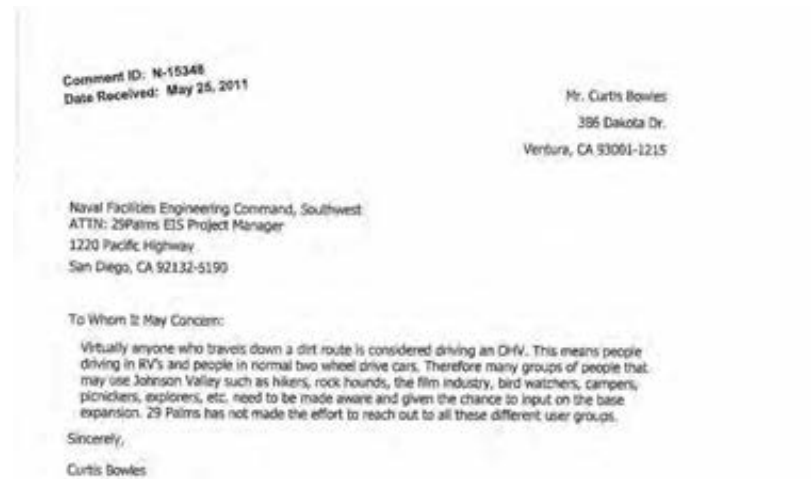 Comment ID: N-15348
Date Received: May 25, 2011
Mr. Curtis Bowles
386 Dakota Dr.
Ventura, CA 93001-1215
Naval Facilities Engineering Command, Southwest
ATTN: 29Palms EIS Project Manager
1220 Pacific Highway
San Diego, CA 92132-5190
To Whom It May Concern:
Virtually anyone who travels down a dirt route is considered driving an OHV. This means people
driving in RV's and people in normal two wheel drive cars. Therefore many groups of people that
may use Johnson Valley such as hikers, rock hounds, the film industry, bird watchers, campers,
picnickers, explorers, etc. need to be made aware and given the chance to input on the base
expansion. 29 Palms has not made the effort to reach out to all these different user groups.
Sincerely,
Curtis Bowles